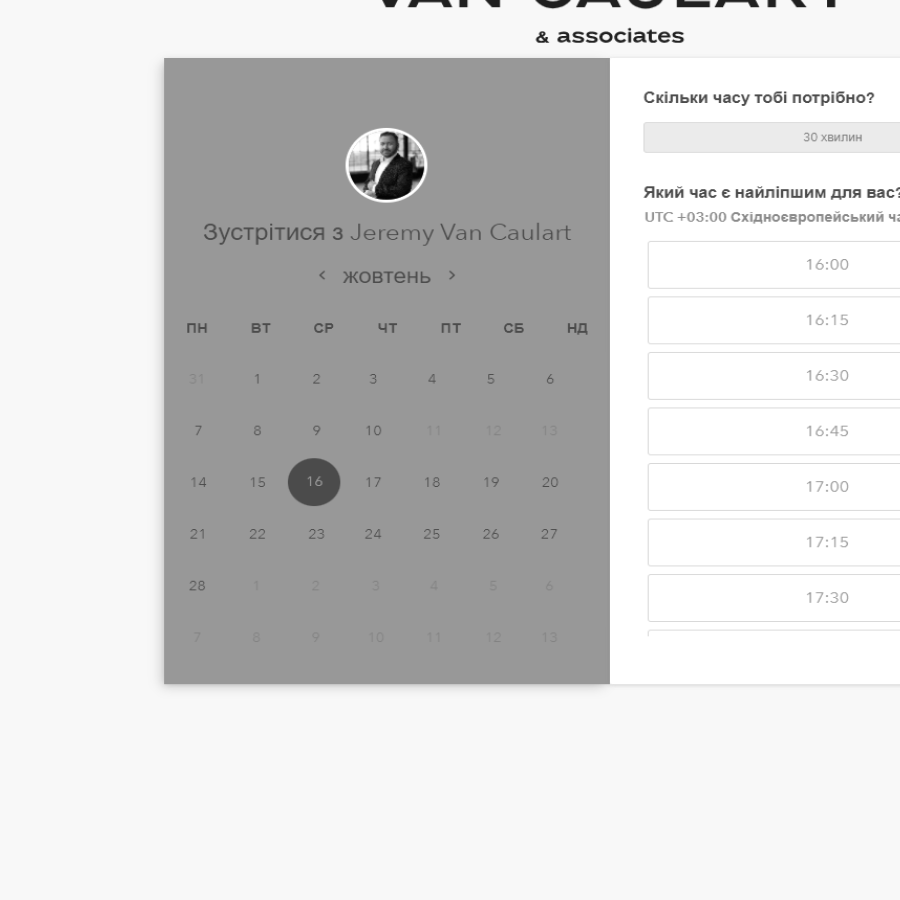 VAN CAULART
& associates
Зустрітися з Jeremy Van Caulart
‹ жовтень ›
ПН ВТ СР ЧТ ПТ СБ НД
31 1 2 3 4 5 6
7 8 9 10 11 12 13
14 15 16 17 18 19 20
21 22 23 24 25 26 27
28 1 2 3 4 5 6
7 8 9 10 11 12 13
Скільки часу тобі потрібно?
30 хвилин
Який час є найліпшим для вас?
UTC +03:00 Східноєвропейський ча
16:00
16:15
16:30
16:45
17:00
17:15
17:30